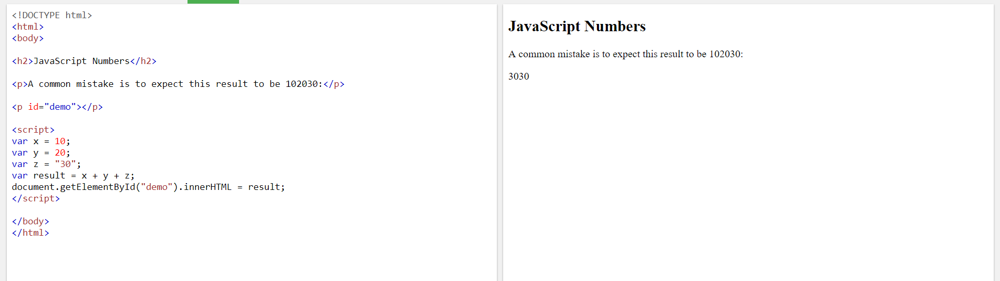 <!DOCTYPE html>
<html>
<body>
<h2>JavaScript Numbers</h2>
<p>A common mistake is to expect this result to be 102030:</p>
<p id="demo"></p>
<script>
var x = 10;
var y = 20;
var z = "30";
var result = x + y + z;
document.getElementById("demo").innerHTML = result;
</script>
</body>
</html>
JavaScript Numbers
A common mistake is to expect this result to be 102030:
3030